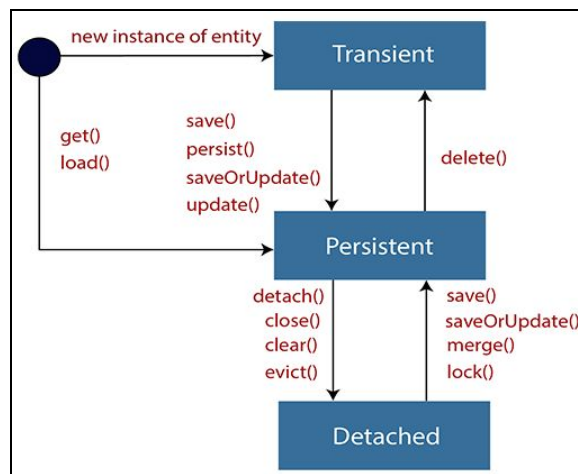 new instance of entity
Transient
get()
load()
save()
persist()
saveOrUpdate()
update()
delete()
Persistent
detach()
close()
clear()
evict()
save()
saveOrUpdate()
merge()
lock()
Detached